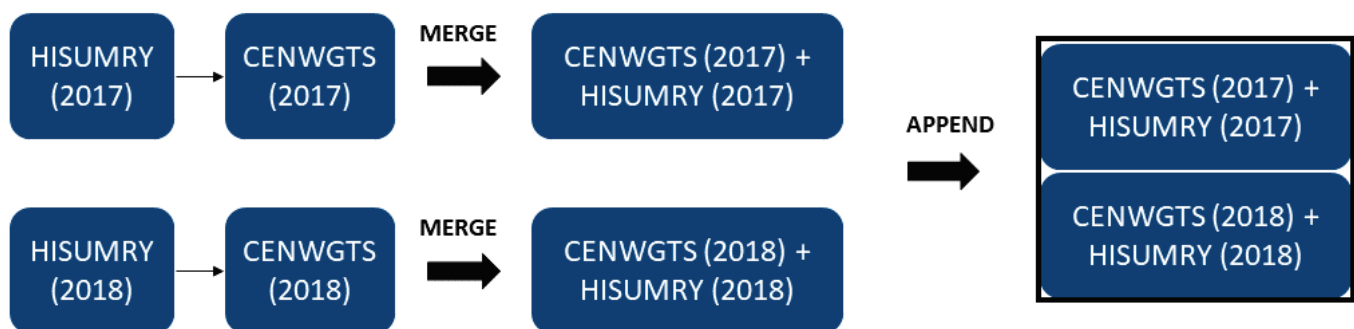 HISUMRY
(2017)
CENWGTS
(2017)
MERGE
CENWGTS (2017) +
HISUMRY (2017)
HISUMRY
(2018)
CENWGTS
(2018)
MERGE
CENWGTS (2018) +
HISUMRY (2018)
APPEND
CENWGTS (2017) +
HISUMRY (2017)
CENWGTS (2018) +
HISUMRY (2018)